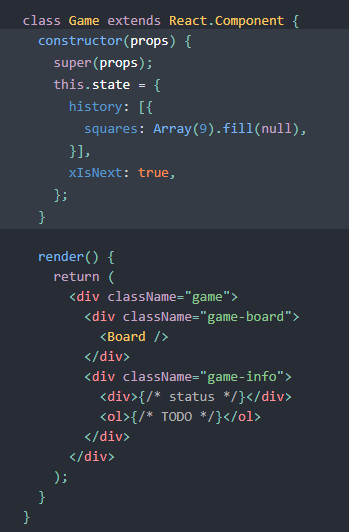 class Game extends React.Component {
  constructor(props) {
    super(props);
    this.state = {
      history: [{
        squares: Array(9).fill(null),
      }],
      xIsNext: true,
    };
  }

  render() {
    return (
      <div className="game">
        <div className="game-board">
          <Board />
        </div>
        <div className="game-info">
          <div>{/* status */}</div>
          <ol>{/* TODO */}</ol>
        </div>
      </div>
    );
  }
}